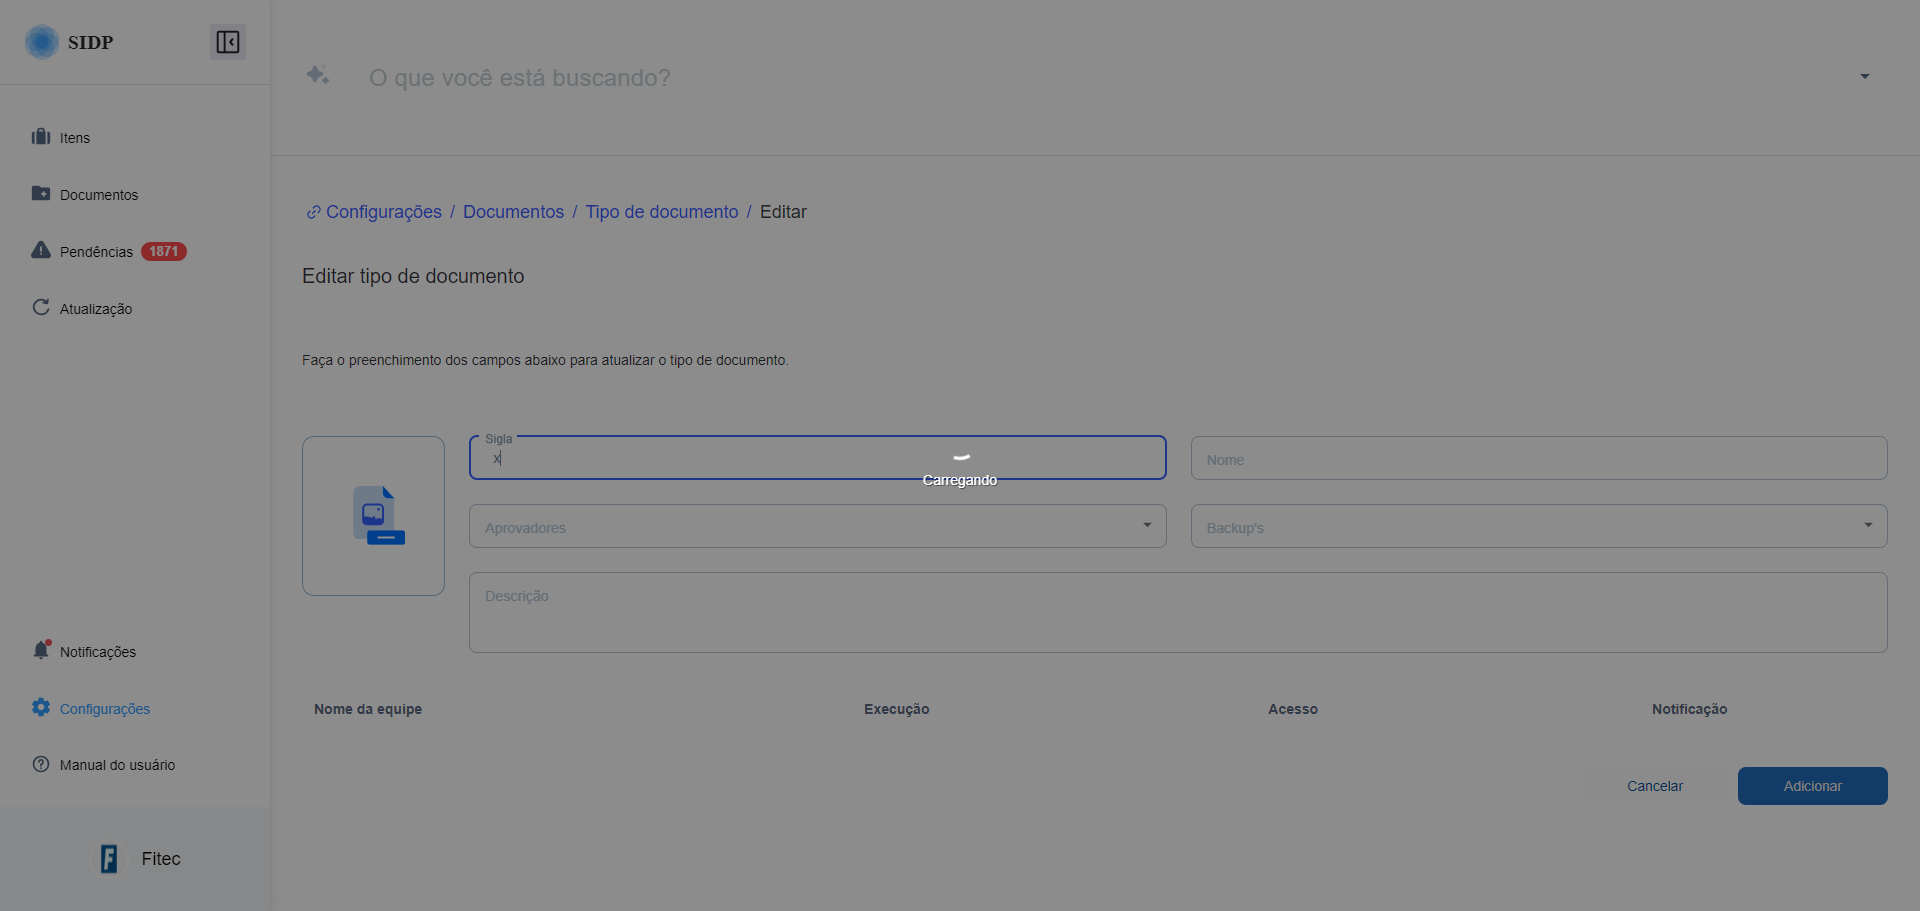 SIDP
O que você está buscando?
Itens
Documentos
Pendências 1871
Atualização
Configurações / Documentos / Tipo de documento / Editar
Editar tipo de documento
Faça o preenchimento dos campos abaixo para atualizar o tipo de documento.
Sigla
x
Nome
Carregando
Aprovadores
Backup's
Descrição
Nome da equipe Execução Acesso Notificação
Cancelar Adicionar
Notificações
Configurações
Manual do usuário
F Fitec